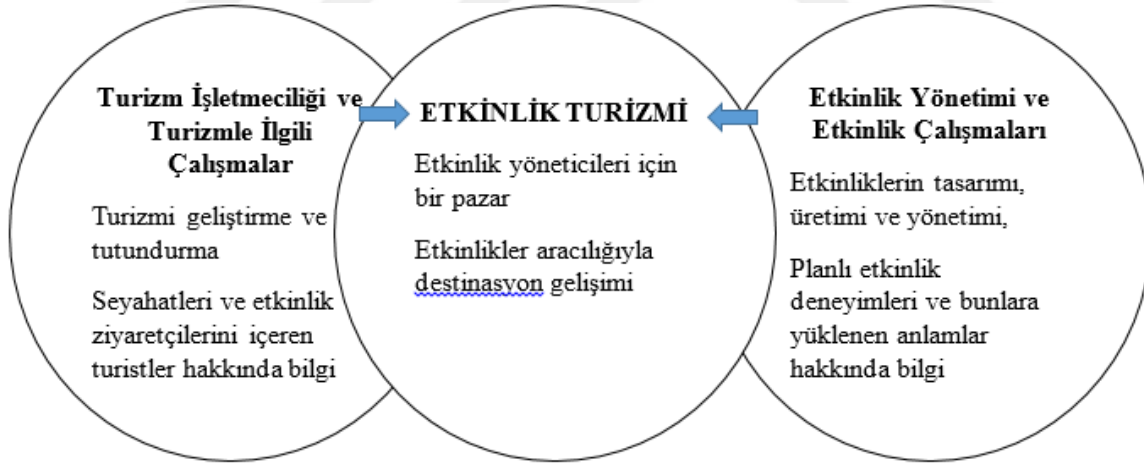 Turizm İşletmeciliği ve
Turizmle İlgili
Çalışmalar
Turizmi geliştirme ve
tutundurma
Seyahatleri ve etkinlik
ziyaretçilerini içeren
turistler hakkında bilgi
ETKİNLİK TURİZMİ
Etkinlik yöneticileri için
bir pazar
Etkinlikler aracılığıyla
destinasyon gelişimi
Etkinlik Yönetimi ve
Etkinlik Çalışmaları
Etkinliklerin tasarımı,
üretimi ve yönetimi,
Planlı etkinlik
deneyimleri ve bunlara
yüklenen anlamlar
hakkında bilgi